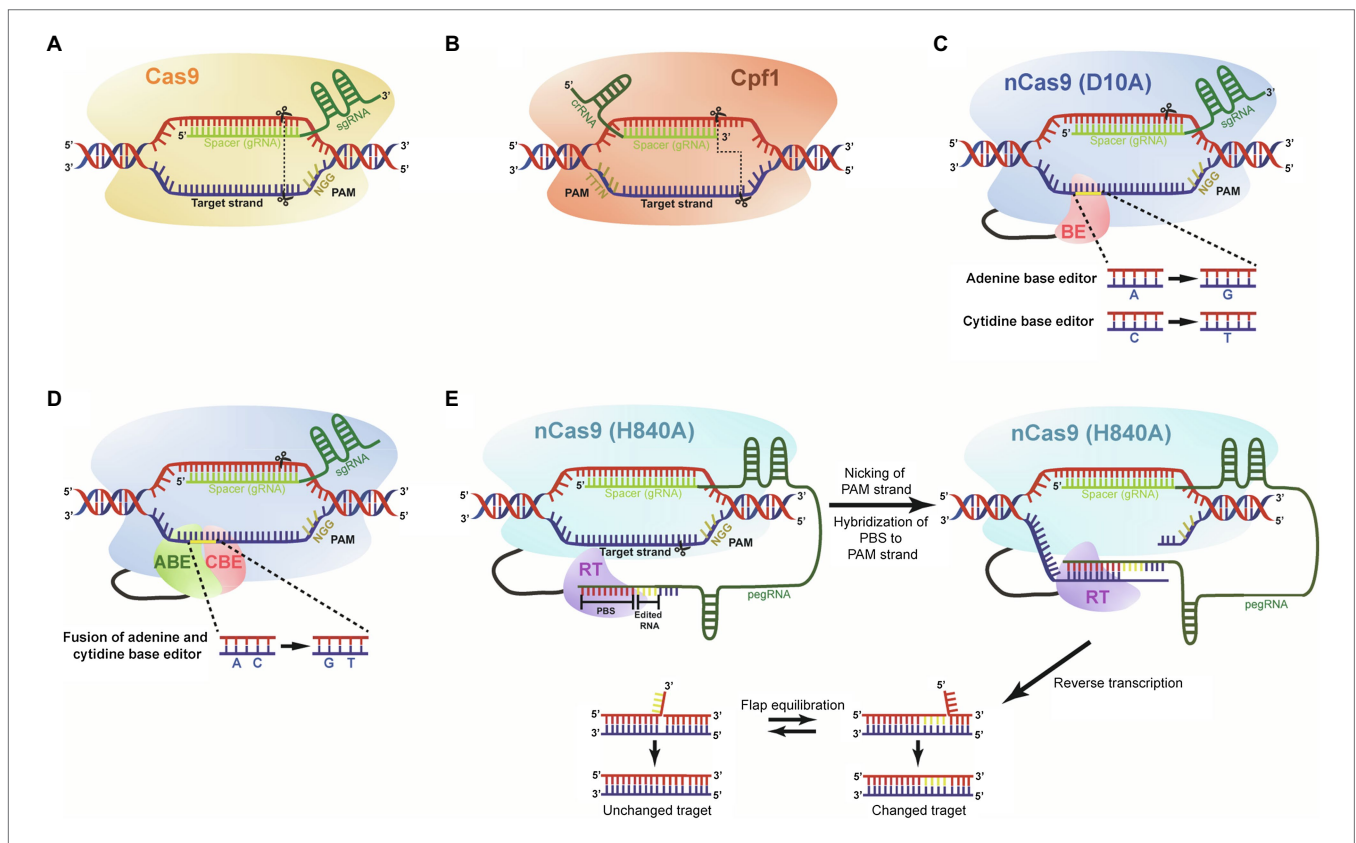 A
Cas9
sgRNA
3’
5’
Spacer (gRNA)
5’
3’
3’
5’
NGG
PAM
Target strand
B
Cpf1
5’
crRNA
3’
Spacer (gRNA)
5’
3’
3’
5’
PAM
TTTN
Target strand
C
nCas9 (D10A)
sgRNA
3’
5’
Spacer (gRNA)
5’
3’
3’
5’
NGG
PAM
BE
Adenine base editor
A
G
Cytidine base editor
C
T
D
sgRNA
5’
Spacer (gRNA)
5’
3’
3’
5’
NGG
PAM
ABE
CBE
Fusion of adenine and
cytidine base editor
A C
G T
E
nCas9 (H840A)
5’
Spacer (gRNA)
5’
3’
3’
5’
NGG
PAM
Target strand
RT
PBS
Edited
RNA
pegRNA
Nicking of
PAM strand
Hybridization of
PBS to
PAM strand
nCas9 (H840A)
5’
Spacer (gRNA)
5’
3’
3’
5’
RT
pegRNA
Reverse transcription
3’
5’
3’
3’
5’
Flap equilibration
5’
5’
3’
3’
5’
5’
3’
3’
5’
Unchanged traget
5’
3’
3’
5’
Changed traget